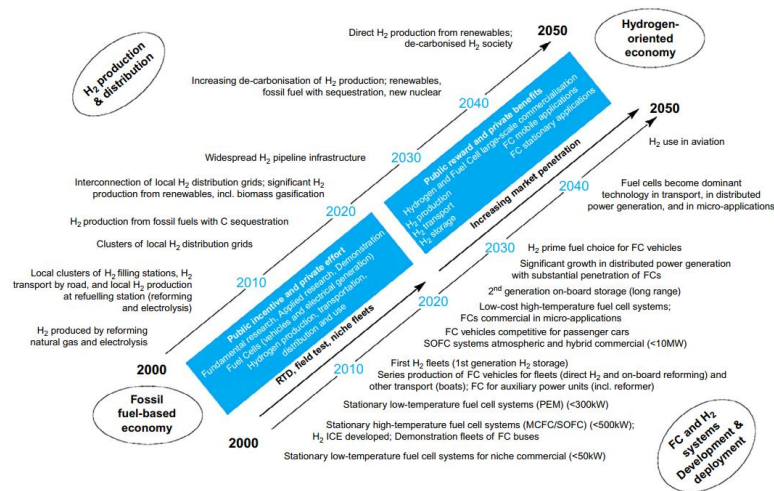 H2 production
& distribution
Direct H2 production from renewables;
de-carbonised H2 society
2050
Hydrogen-
oriented
economy
Increasing de-carbonisation of H2 production; renewables,
fossil fuel with sequestration, new nuclear
2040
Widespread H2 pipeline infrastructure
2030
Interconnection of local H2 distribution grids; significant H2
production from renewables, incl. biomass gasification
2020
H2 production from fossil fuels with C sequestration
Clusters of local H2 distribution grids
Local clusters of H2 filling stations, H2
transport by road, and local H2 production
at refuelling station (reforming
and electrolysis)
2010
H2 produced by reforming
natural gas and electrolysis
2000
Fossil
fuel-based
economy
Public incentive and private effort
Fundamental research, Applied research, Demonstration
Fuel Cells (vehicles and electrical generation)
Hydrogen production, transportation,
distribution and use
RTD, field test, niche fleets
Public reward and private benefits
Hydrogen and Fuel Cell large-scale commercialisation
H2 production
H2 transport
H2 storage
FC mobile applications
FC stationary applications
Increasing market penetration
2050
H2 use in aviation
2040
Fuel cells become dominant
technology in transport, in distributed
power generation, and in micro-applications
2030
H2 prime fuel choice for FC vehicles
Significant growth in distributed power generation
with substantial penetration of FCs
2nd generation on-board storage (long range)
2020
Low-cost high-temperature fuel cell systems;
FCs commercial in micro-applications
FC vehicles competitive for passenger cars
SOFC systems atmospheric and hybrid commercial (<10MW)
2010
First H2 fleets (1st generation H2 storage)
Series production of FC vehicles for fleets (direct H2 and on-board reforming) and
other transport (boats); FC for auxiliary power units (incl. reformer)
Stationary low-temperature fuel cell systems (PEM) (<300kW)
Stationary high-temperature fuel cell systems (MCFC/SOFC) (<500kW);
H2 ICE developed; Demonstration fleets of FC buses
2000
Stationary low-temperature fuel cell systems for niche commercial (<50kW)
FC and H2
systems
Development &
deployment